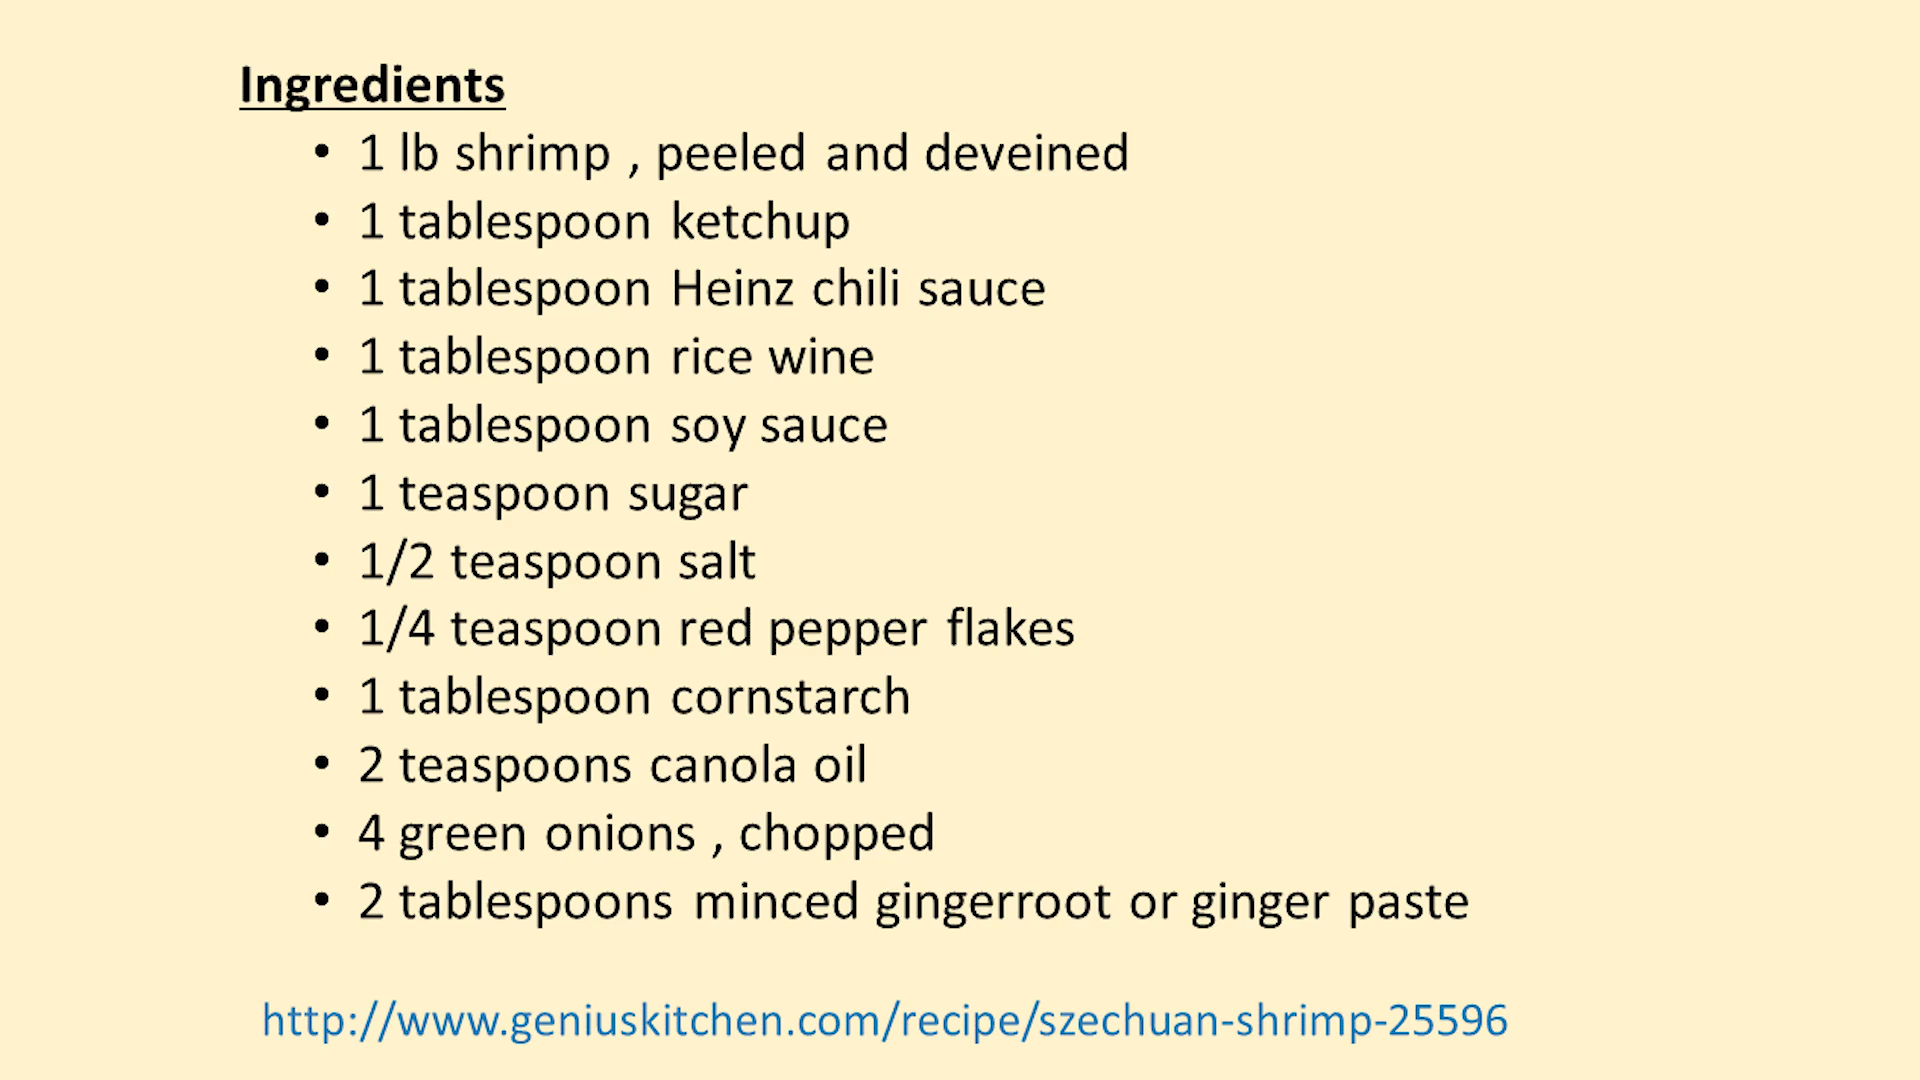 Ingredients
• 1 lb shrimp , peeled and deveined
• 1 tablespoon ketchup
• 1 tablespoon Heinz chili sauce
• 1 tablespoon rice wine
• 1 tablespoon soy sauce
• 1 teaspoon sugar
• 1/2 teaspoon salt
• 1/4 teaspoon red pepper flakes
• 1 tablespoon cornstarch
• 2 teaspoons canola oil
• 4 green onions , chopped
• 2 tablespoons minced gingerroot or ginger paste
http://www.geniuskitchen.com/recipe/szechuan-shrimp-25596